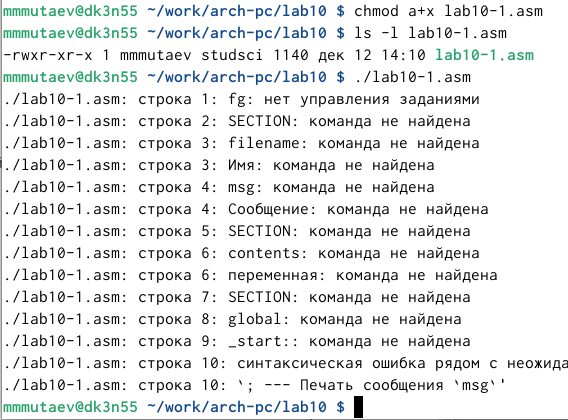 mmmutaev@dk3n55 ~/work/arch-pc/lab10 $ chmod a+x lab10-1.asm
mmmutaev@dk3n55 ~/work/arch-pc/lab10 $ ls -l lab10-1.asm
-rwxr-xr-x 1 mmmutaev studsci 1140 дек 12 14:10 lab10-1.asm
mmmutaev@dk3n55 ~/work/arch-pc/lab10 $ ./lab10-1.asm
./lab10-1.asm: строка 1: fg: нет управления заданиями
./lab10-1.asm: строка 2: SECTION: команда не найдена
./lab10-1.asm: строка 3: filename: команда не найдена
./lab10-1.asm: строка 3: Имя: команда не найдена
./lab10-1.asm: строка 4: msg: команда не найдена
./lab10-1.asm: строка 4: Сообщение: команда не найдена
./lab10-1.asm: строка 5: SECTION: команда не найдена
./lab10-1.asm: строка 6: contents: команда не найдена
./lab10-1.asm: строка 6: переменная: команда не найдена
./lab10-1.asm: строка 7: SECTION: команда не найдена
./lab10-1.asm: строка 8: global: команда не найдена
./lab10-1.asm: строка 9: _start:: команда не найдена
./lab10-1.asm: строка 10: синтаксическая ошибка рядом с неожида
./lab10-1.asm: строка 10: `; --- Печать сообщения `msg`'
mmmutaev@dk3n55 ~/work/arch-pc/lab10 $